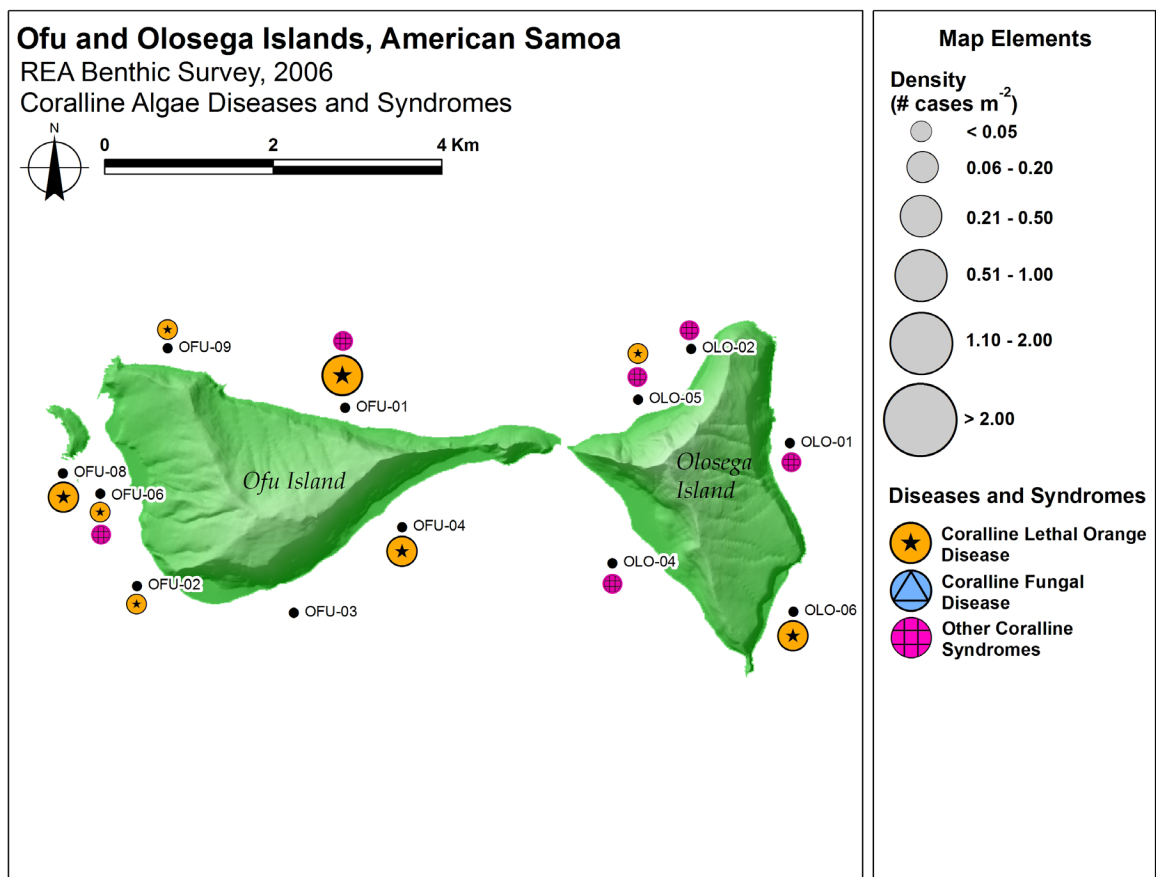 Ofu and Olosega Islands, American Samoa
REA Benthic Survey, 2006
Coralline Algae Diseases and Syndromes
N
0 2 4 Km
OFU-09
OFU-01
OFU-08
OFU-06
OFU-04
OFU-02
OFU-03
Ofu Island
OLO-02
OLO-05
OLO-01
Olosega
Island
OLO-04
OLO-06
Map Elements
Density
(# cases m⁻²)
< 0.05
0.06 - 0.20
0.21 - 0.50
0.51 - 1.00
1.10 - 2.00
> 2.00
Diseases and Syndromes
Coralline Lethal Orange
Disease
Coralline Fungal
Disease
Other Coralline
Syndromes